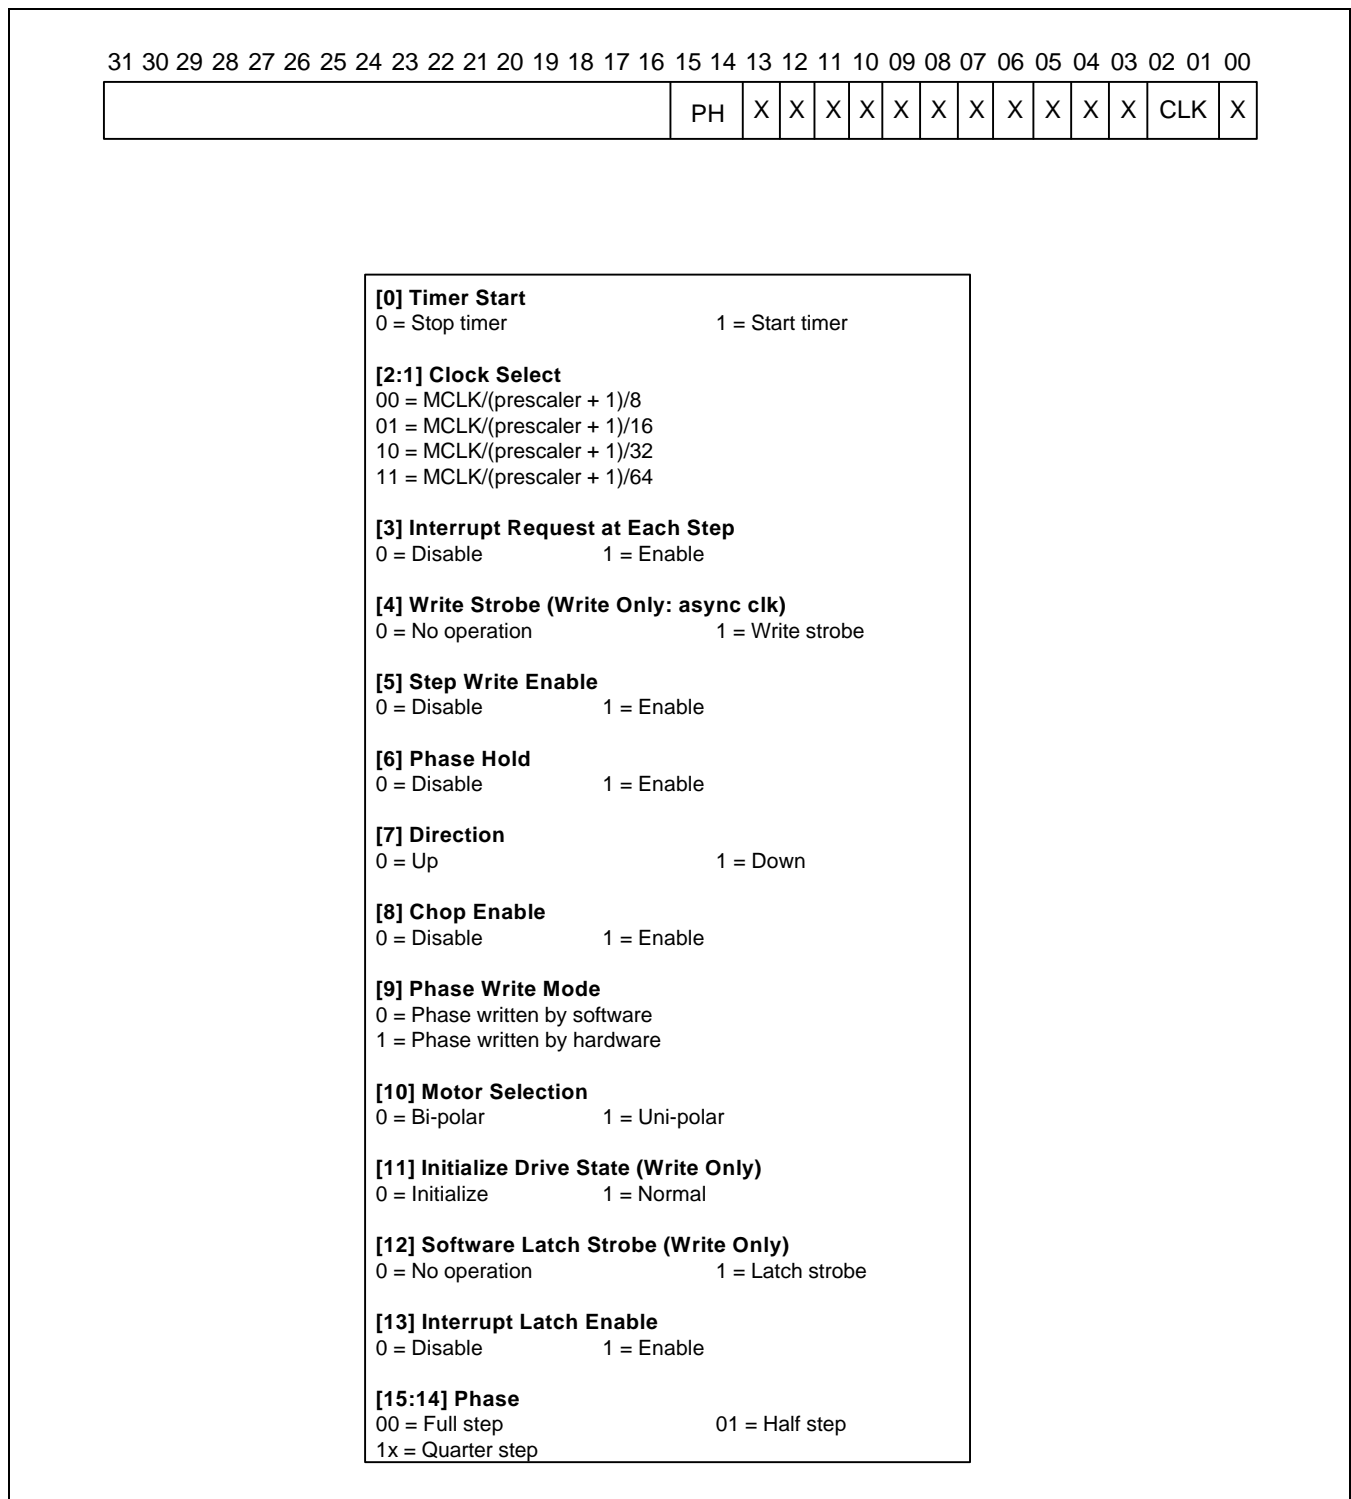 31 30 29 28 27 26 25 24 23 22 21 20 19 18 17 16 15 14 13 12 11 10 09 08 07 06 05 04 03 02 01 00
PH X X X X X X X X X X X CLK X
[0] Timer Start
0 = Stop timer 1 = Start timer
[2:1] Clock Select
00 = MCLK/(prescaler + 1)/8
01 = MCLK/(prescaler + 1)/16
10 = MCLK/(prescaler + 1)/32
11 = MCLK/(prescaler + 1)/64
[3] Interrupt Request at Each Step
0 = Disable 1 = Enable
[4] Write Strobe (Write Only: async clk)
0 = No operation 1 = Write strobe
[5] Step Write Enable
0 = Disable 1 = Enable
[6] Phase Hold
0 = Disable 1 = Enable
[7] Direction
0 = Up 1 = Down
[8] Chop Enable
0 = Disable 1 = Enable
[9] Phase Write Mode
0 = Phase written by software
1 = Phase written by hardware
[10] Motor Selection
0 = Bi-polar 1 = Uni-polar
[11] Initialize Drive State (Write Only)
0 = Initialize 1 = Normal
[12] Software Latch Strobe (Write Only)
0 = No operation 1 = Latch strobe
[13] Interrupt Latch Enable
0 = Disable 1 = Enable
[15:14] Phase
00 = Full step 01 = Half step
1x = Quarter step